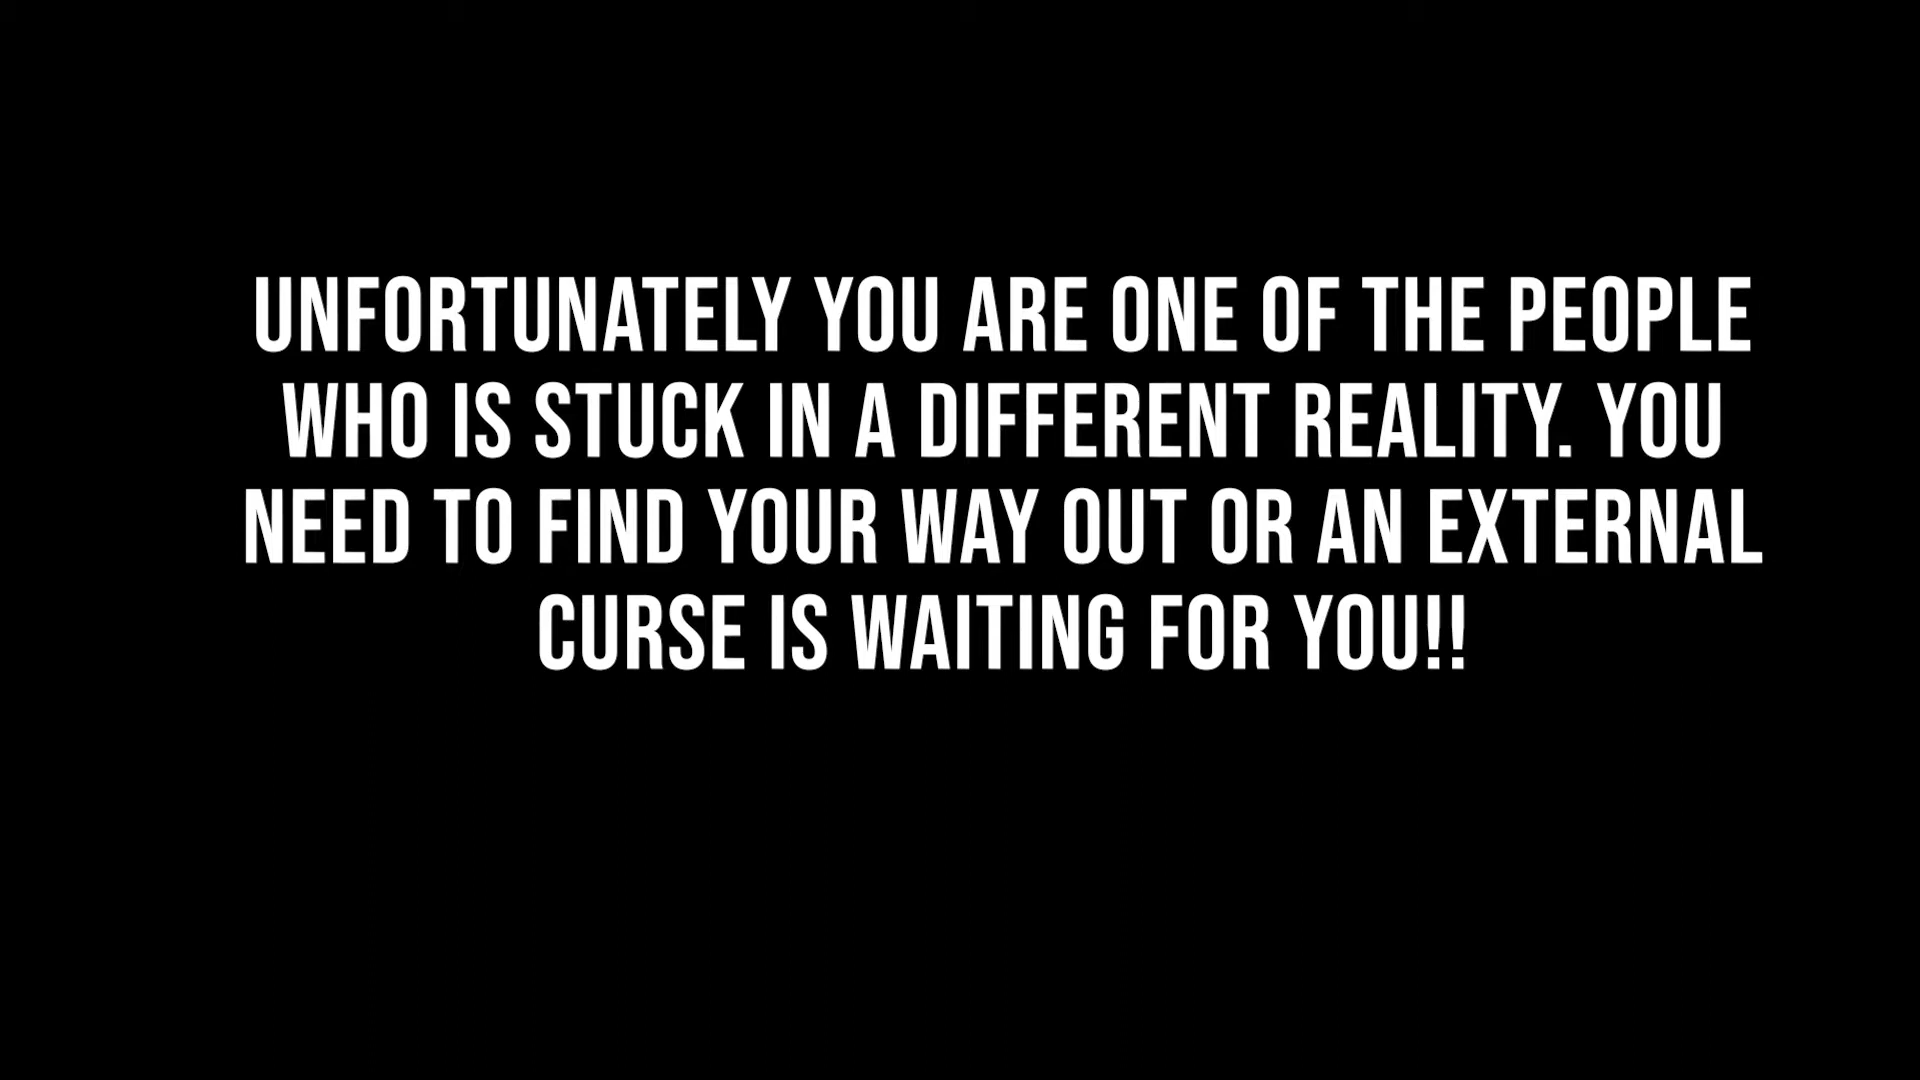 UNFORTUNATELY YOU ARE ONE OF THE PEOPLE
WHO IS STUCK IN A DIFFERENT REALITY. YOU
NEED TO FIND YOUR WAY OUT OR AN EXTERNAL
CURSE IS WAITING FOR YOU!!